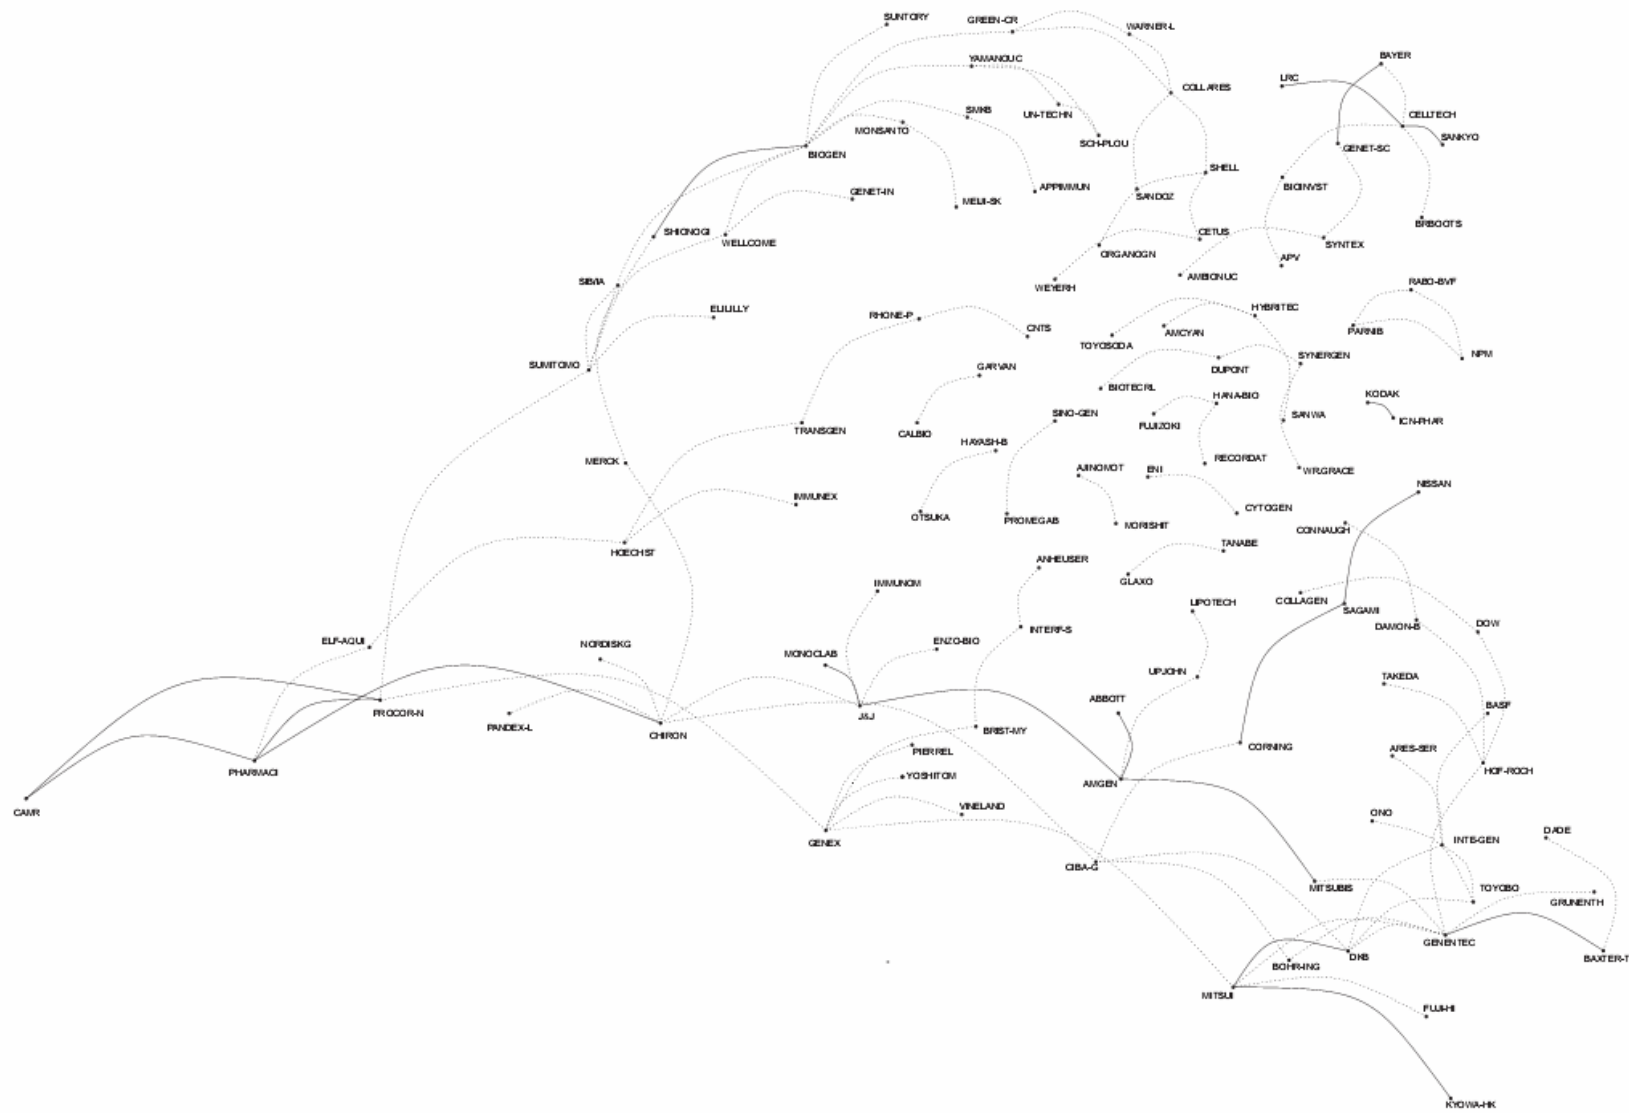 SUNTORY
GREEN-CR
WARNER-L
YAMANOUC
BAYER
LRC
COLLARES
SMKB
UN-TECHN
CELLTECH
MONSANTO
SANKYO
SCH-PLOU
GENET-SC
BIOGEN
SHELL
GENET-IN
APPIMMUN
BIOINVST
SANDOZ
MEIJI-SK
BRBOOTS
SHIONOGI
WELLCOME
CETUS
SYNTEX
ORGANOGN
APV
AMBIONUC
SIBVIA
WEYERH
RABO-BVF
ELILILLY
RHONE-P
HYBRITEC
CNTS
AMCYAN
PARNIB
TOYOSODA
SYNERGEN
NPM
SUMITOMO
GARVAN
DUPONT
BIOTECRL
KODAK
HANA-BIO
SINO-GEN
SANWA
ICN-PHAR
FUJIZOKI
TRANSGEN
CALBIO
HAYASH-B
MERCK
AJINOMOT
ENI
RECORDAT
WRGRACE
NISSAN
IMMUNEX
CYTOGEN
OTSUKA
PROMEGAB
MORISHIT
CONNAUGH
TANABE
HOECHST
ANHEUSER
GLAXO
IMMUNOM
LIPOTECH
COLLAGEN
SAGAMI
DAMON-B
DOW
INTERF-S
ELF-AQUI
NORDISKG
ENZO-BIO
MONOCLAB
UPJOHN
TAKEDA
ABBOTT
BASF
PROCOR-N
J&J
PANDEX-L
CHIRON
BRIST-MY
CORNING
PIERREL
ARES-SER
PHARMACI
YOSHITOM
HOF-ROCH
AMGEN
CAMR
VINELAND
ONO
DADE
GENEX
INTE-GEN
CIBA-G
MITSUBIS
TOYOBO
GRUNENTH
GENENTEC
DKB
BAXTER-T
BOHR-ING
MITSUI
FUJI-HI
KYOWA-HK